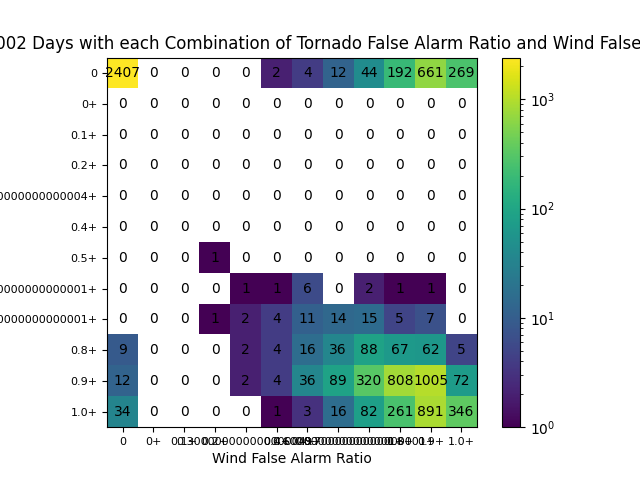 002 Days with each Combination of Tornado False Alarm Ratio and Wind False
0 2407 0 0 0 0 2 4 12 44 192 661 269
0+ 0 0 0 0 0 0 0 0 0 0 0 0
0.1+ 0 0 0 0 0 0 0 0 0 0 0 0
0.2+ 0 0 0 0 0 0 0 0 0 0 0 0
0000000000004+ 0 0 0 0 0 0 0 0 0 0 0 0
0.4+ 0 0 0 0 0 0 0 0 0 0 0 0
0.5+ 0 0 0 1 0 0 0 0 0 0 0 0
0000000000001+ 0 0 0 0 1 1 6 0 2 1 1 0
0000000000001+ 0 0 0 1 2 4 11 14 15 5 7 0
0.8+ 9 0 0 0 2 4 16 36 88 67 62 5
0.9+ 12 0 0 0 2 4 36 89 320 808 1005 72
1.0+ 34 0 0 0 0 1 3 16 82 261 891 346
0 0+ 1.0+
Wind False Alarm Ratio
10³
10²
10¹
10⁰